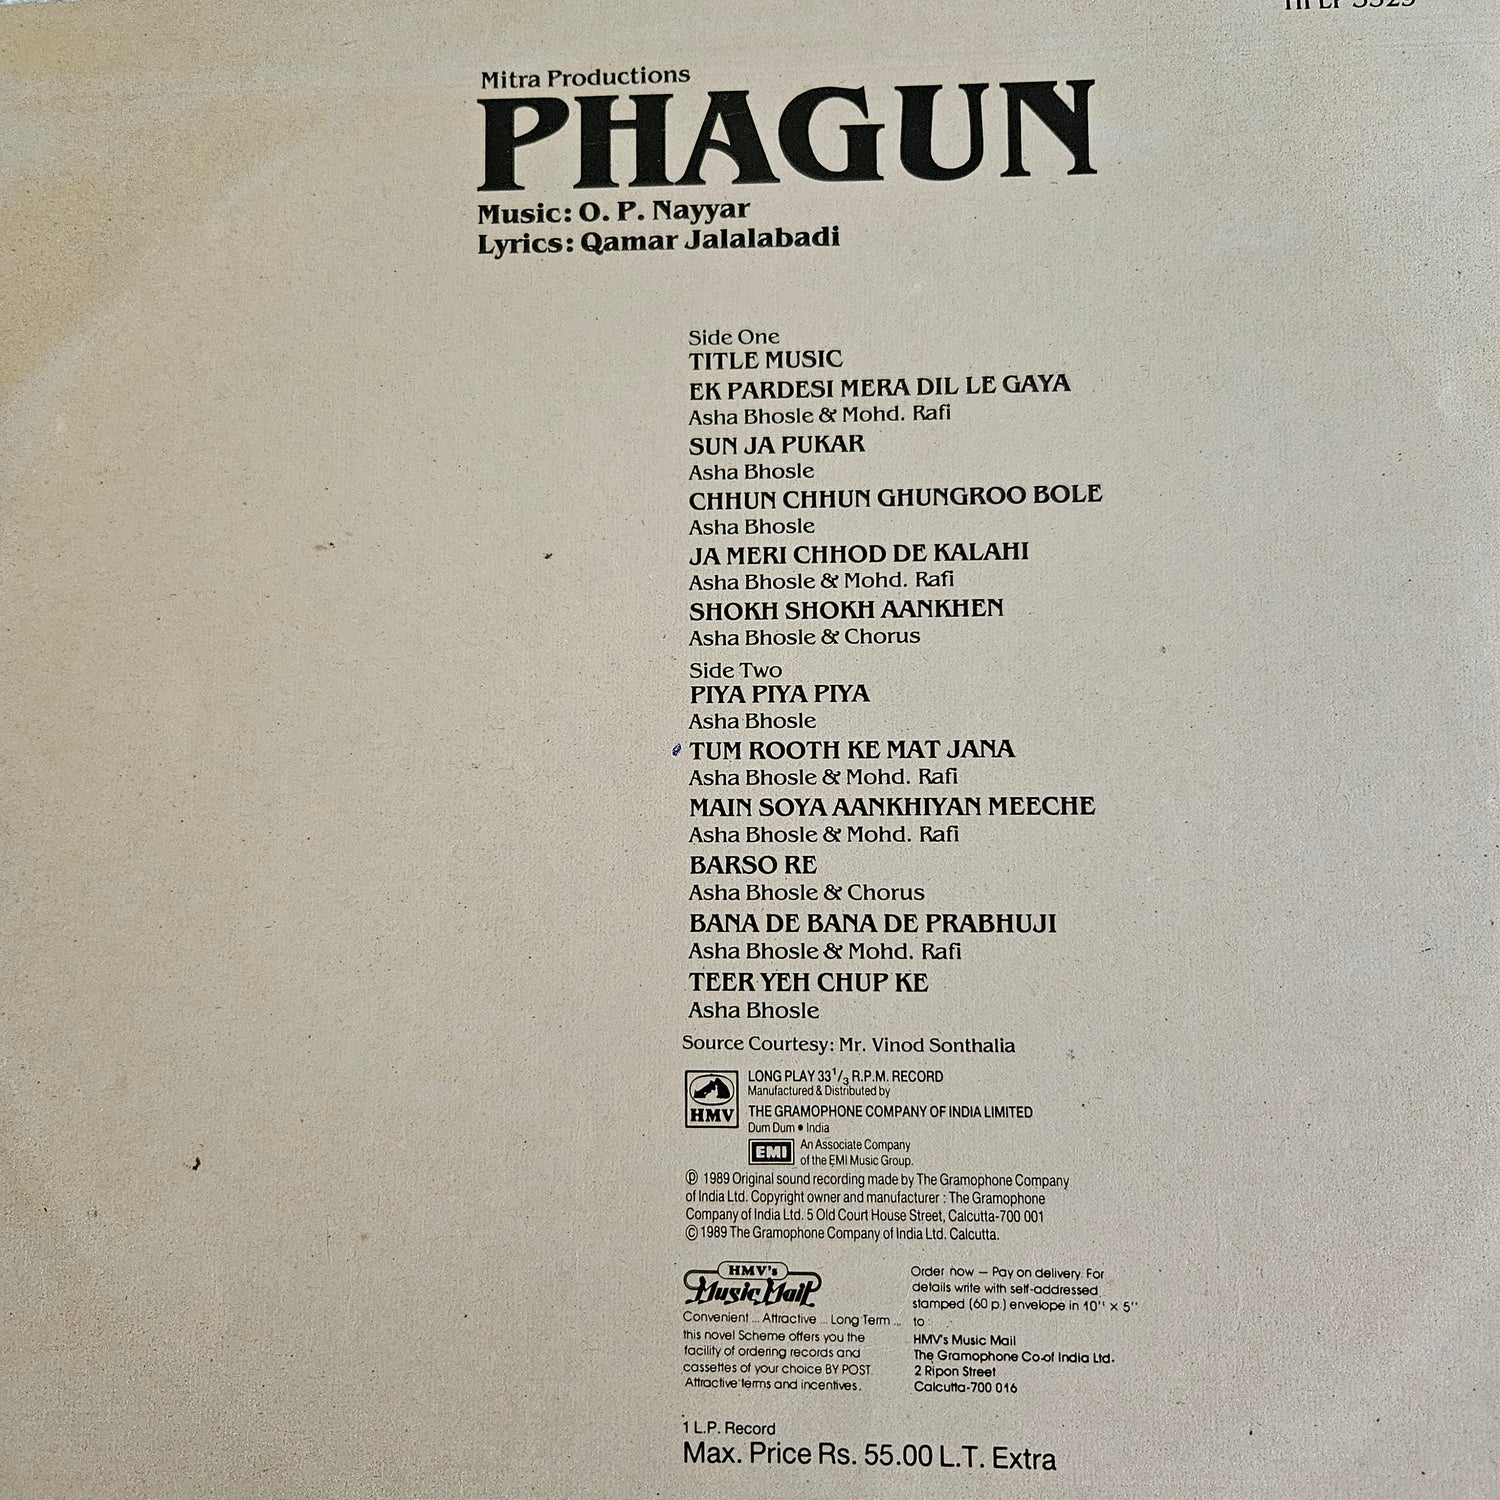 Mitra Productions
PHAGUN
Music: O. P. Nayyar
Lyrics: Qamar Jalalabadi
Side One
TITLE MUSIC
EK PARDESI MERA DIL LE GAYA
Asha Bhosle & Mohd. Rafi
SUN JA PUKAR
Asha Bhosle
CHHUN CHHUN GHUNGROO BOLE
Asha Bhosle
JA MERI CHHOD DE KALAHI
Asha Bhosle & Mohd. Rafi
SHOKH SHOKH AANKHEN
Asha Bhosle & Chorus
Side Two
PIYA PIYA PIYA
Asha Bhosle
TUM ROOTH KE MAT JANA
Asha Bhosle & Mohd. Rafi
MAIN SOYA AANKHIYAN MEECHE
Asha Bhosle & Mohd. Rafi
BARSO RE
Asha Bhosle & Chorus
BANA DE BANA DE PRABHUJI
Asha Bhosle & Mohd. Rafi
TEER YEH CHUP KE
Asha Bhosle
Source Courtesy: Mr. Vinod Sonthalia
HMV
LONG PLAY 33 1/3 R.P.M. RECORD
Manufactured & Distributed by
THE GRAMOPHONE COMPANY OF INDIA LIMITED
Dum Dum • India
EMI
An Associate Company
of the EMI Music Group.
Ⓟ 1989 Original sound recording made by The Gramophone Company
of India Ltd. Copyright owner and manufacturer : The Gramophone
Company of India Ltd. 5 Old Court House Street, Calcutta-700 001
© 1989 The Gramophone Company of India Ltd. Calcutta.
HMV's
Music Mail
Convenient ... Attractive ... Long Term ...
this novel Scheme offers you the
facility of ordering records and
cassettes of your choice BY POST.
Attractive terms and incentives.
Order now – Pay on delivery. For
details write with self-addressed
stamped (60 p.) envelope in 10'' × 5''
to :
HMV's Music Mail
The Gramophone Co. of India Ltd.
2 Ripon Street
Calcutta-700 016
1 L.P. Record
Max. Price Rs. 55.00 L.T. Extra